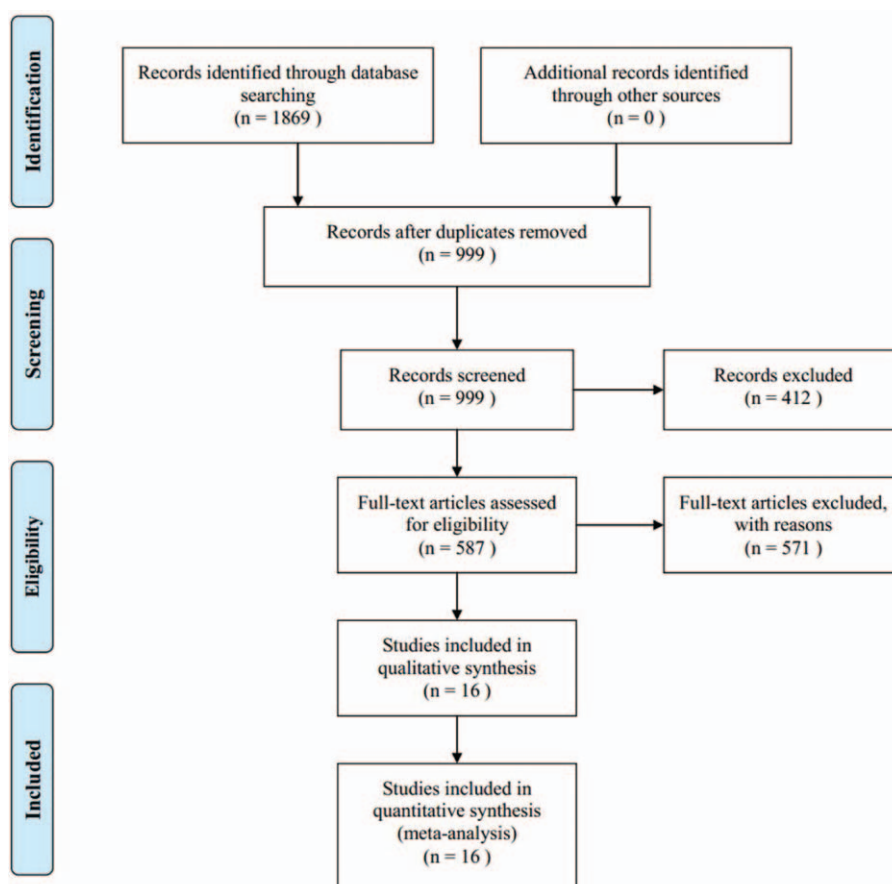 Identification
Records identified through database
searching
(n = 1869 )
Additional records identified
through other sources
(n = 0 )
Records after duplicates removed
(n = 999 )
Screening
Records screened
(n = 999 )
Records excluded
(n = 412 )
Eligibility
Full-text articles assessed
for eligibility
(n = 587 )
Full-text articles excluded,
with reasons
(n = 571 )
Studies included in
qualitative synthesis
(n = 16 )
Included
Studies included in
quantitative synthesis
(meta-analysis)
(n = 16 )